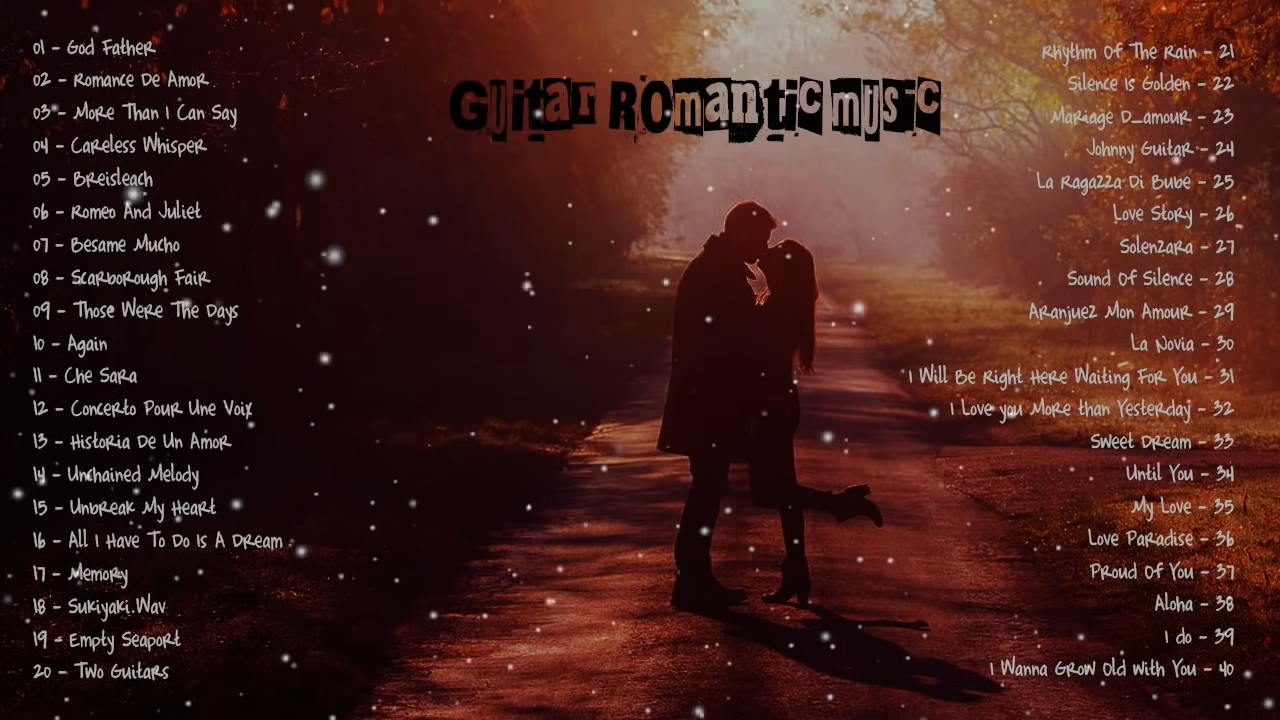 Guitar Romantic music
01 - God Father
02 - Romance De Amor
03 - More Than I Can Say
04 - Careless Whisper
05 - Breisleach
06 - Romeo And Juliet
07 - Besame Mucho
08 - Scarborough Fair
09 - Those Were The Days
10 - Again
11 - Che Sara
12 - Concerto Pour Une Voix
13 - Historia De Un Amor
14 - Unchained Melody
15 - Unbreak My Heart
16 - All I Have To Do Is A Dream
17 - Memory
18 - Sukiyaki.Wav
19 - Empty Seaport
20 - Two Guitars
Rhythm Of The Rain - 21
Silence Is Golden - 22
Mariage D_amour - 23
Johnny Guitar - 24
La Ragazza Di Bube - 25
Love Story - 26
Solenzara - 27
Sound Of Silence - 28
Aranjuez Mon Amour - 29
La Novia - 30
I Will Be Right Here Waiting For You - 31
I Love you More than Yesterday - 32
Sweet Dream - 33
Until You - 34
My Love - 35
Love Paradise - 36
Proud Of You - 37
Aloha - 38
I do - 39
I Wanna Grow Old with You - 40